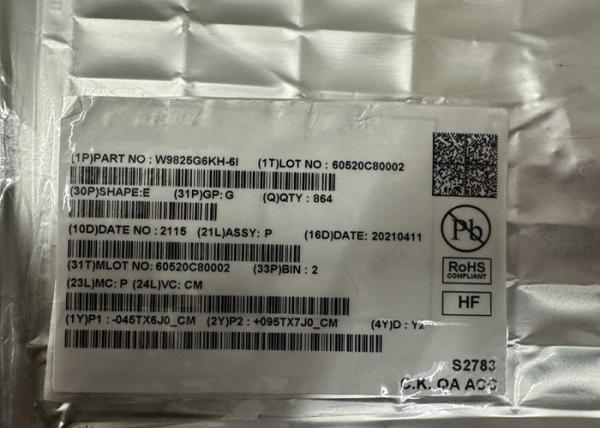 (1P)PART NO : W9825G6KH-6I (1T)LOT NO : 60520C80002
(30P)SHAPE:E (31P)GP: G (Q)QTY : 864
(10D)DATE NO : 2115 (21L)ASSY: P (16D)DATE: 20210411
(31T)MLOT NO: 60520C80002 (33P)BIN : 2
(23L)MC: P (24L)VC: CM
(1Y)P1 : -045TX6J0_CM (2Y)P2 : +095TX7J0_CM (4Y)D : Y2
Pb
RoHS
COMPLIANT
HF
S2783
C.K. QA ACC